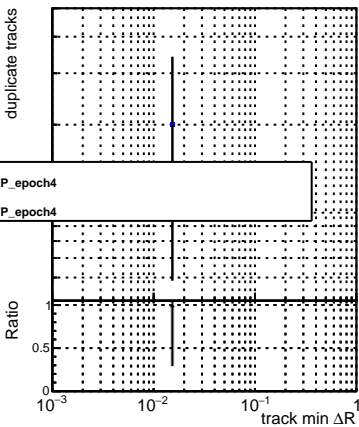 duplicate tracks
P_epoch4
P_epoch4
Ratio
1
0.5
0
10⁻³ 10⁻² 10⁻¹ 1
track min ΔR